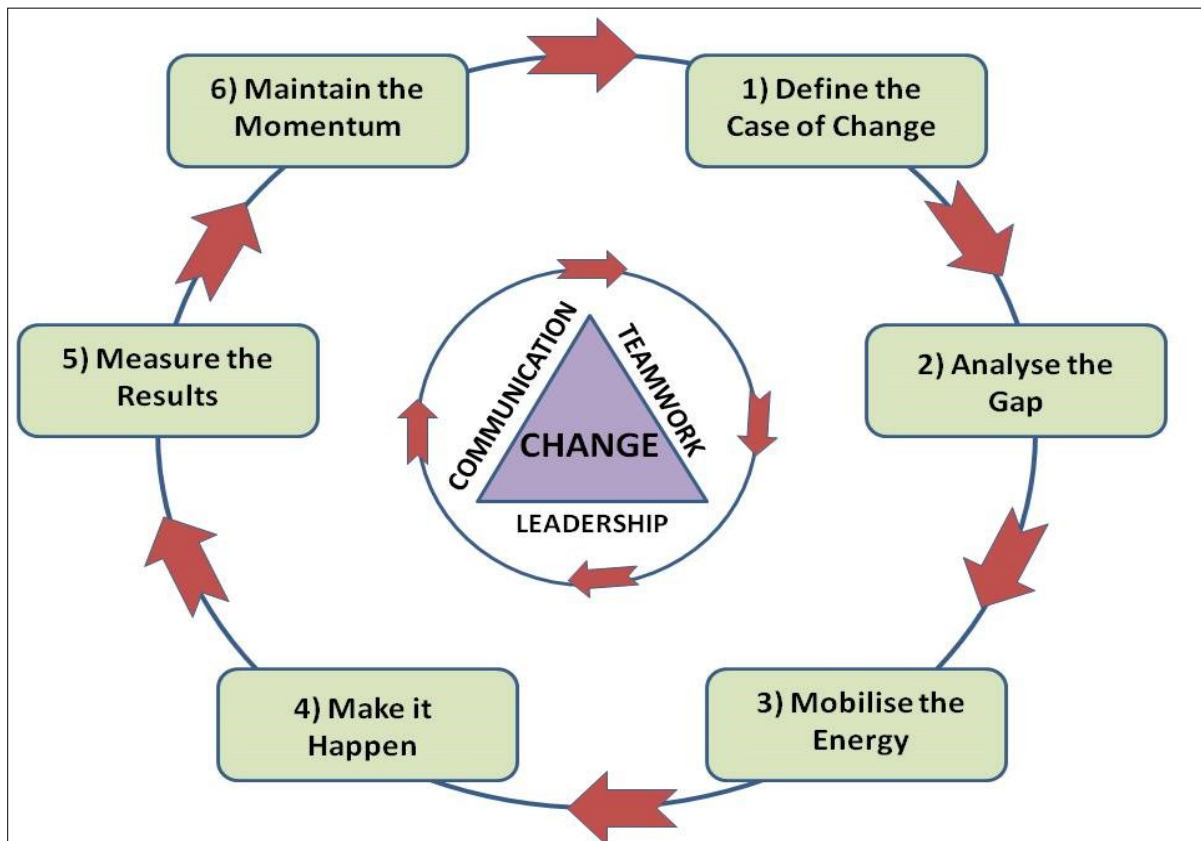 1) Define the
Case of Change
2) Analyse the
Gap
3) Mobilise the
Energy
4) Make it
Happen
5) Measure the
Results
6) Maintain the
Momentum
COMMUNICATION
TEAMWORK
CHANGE
LEADERSHIP